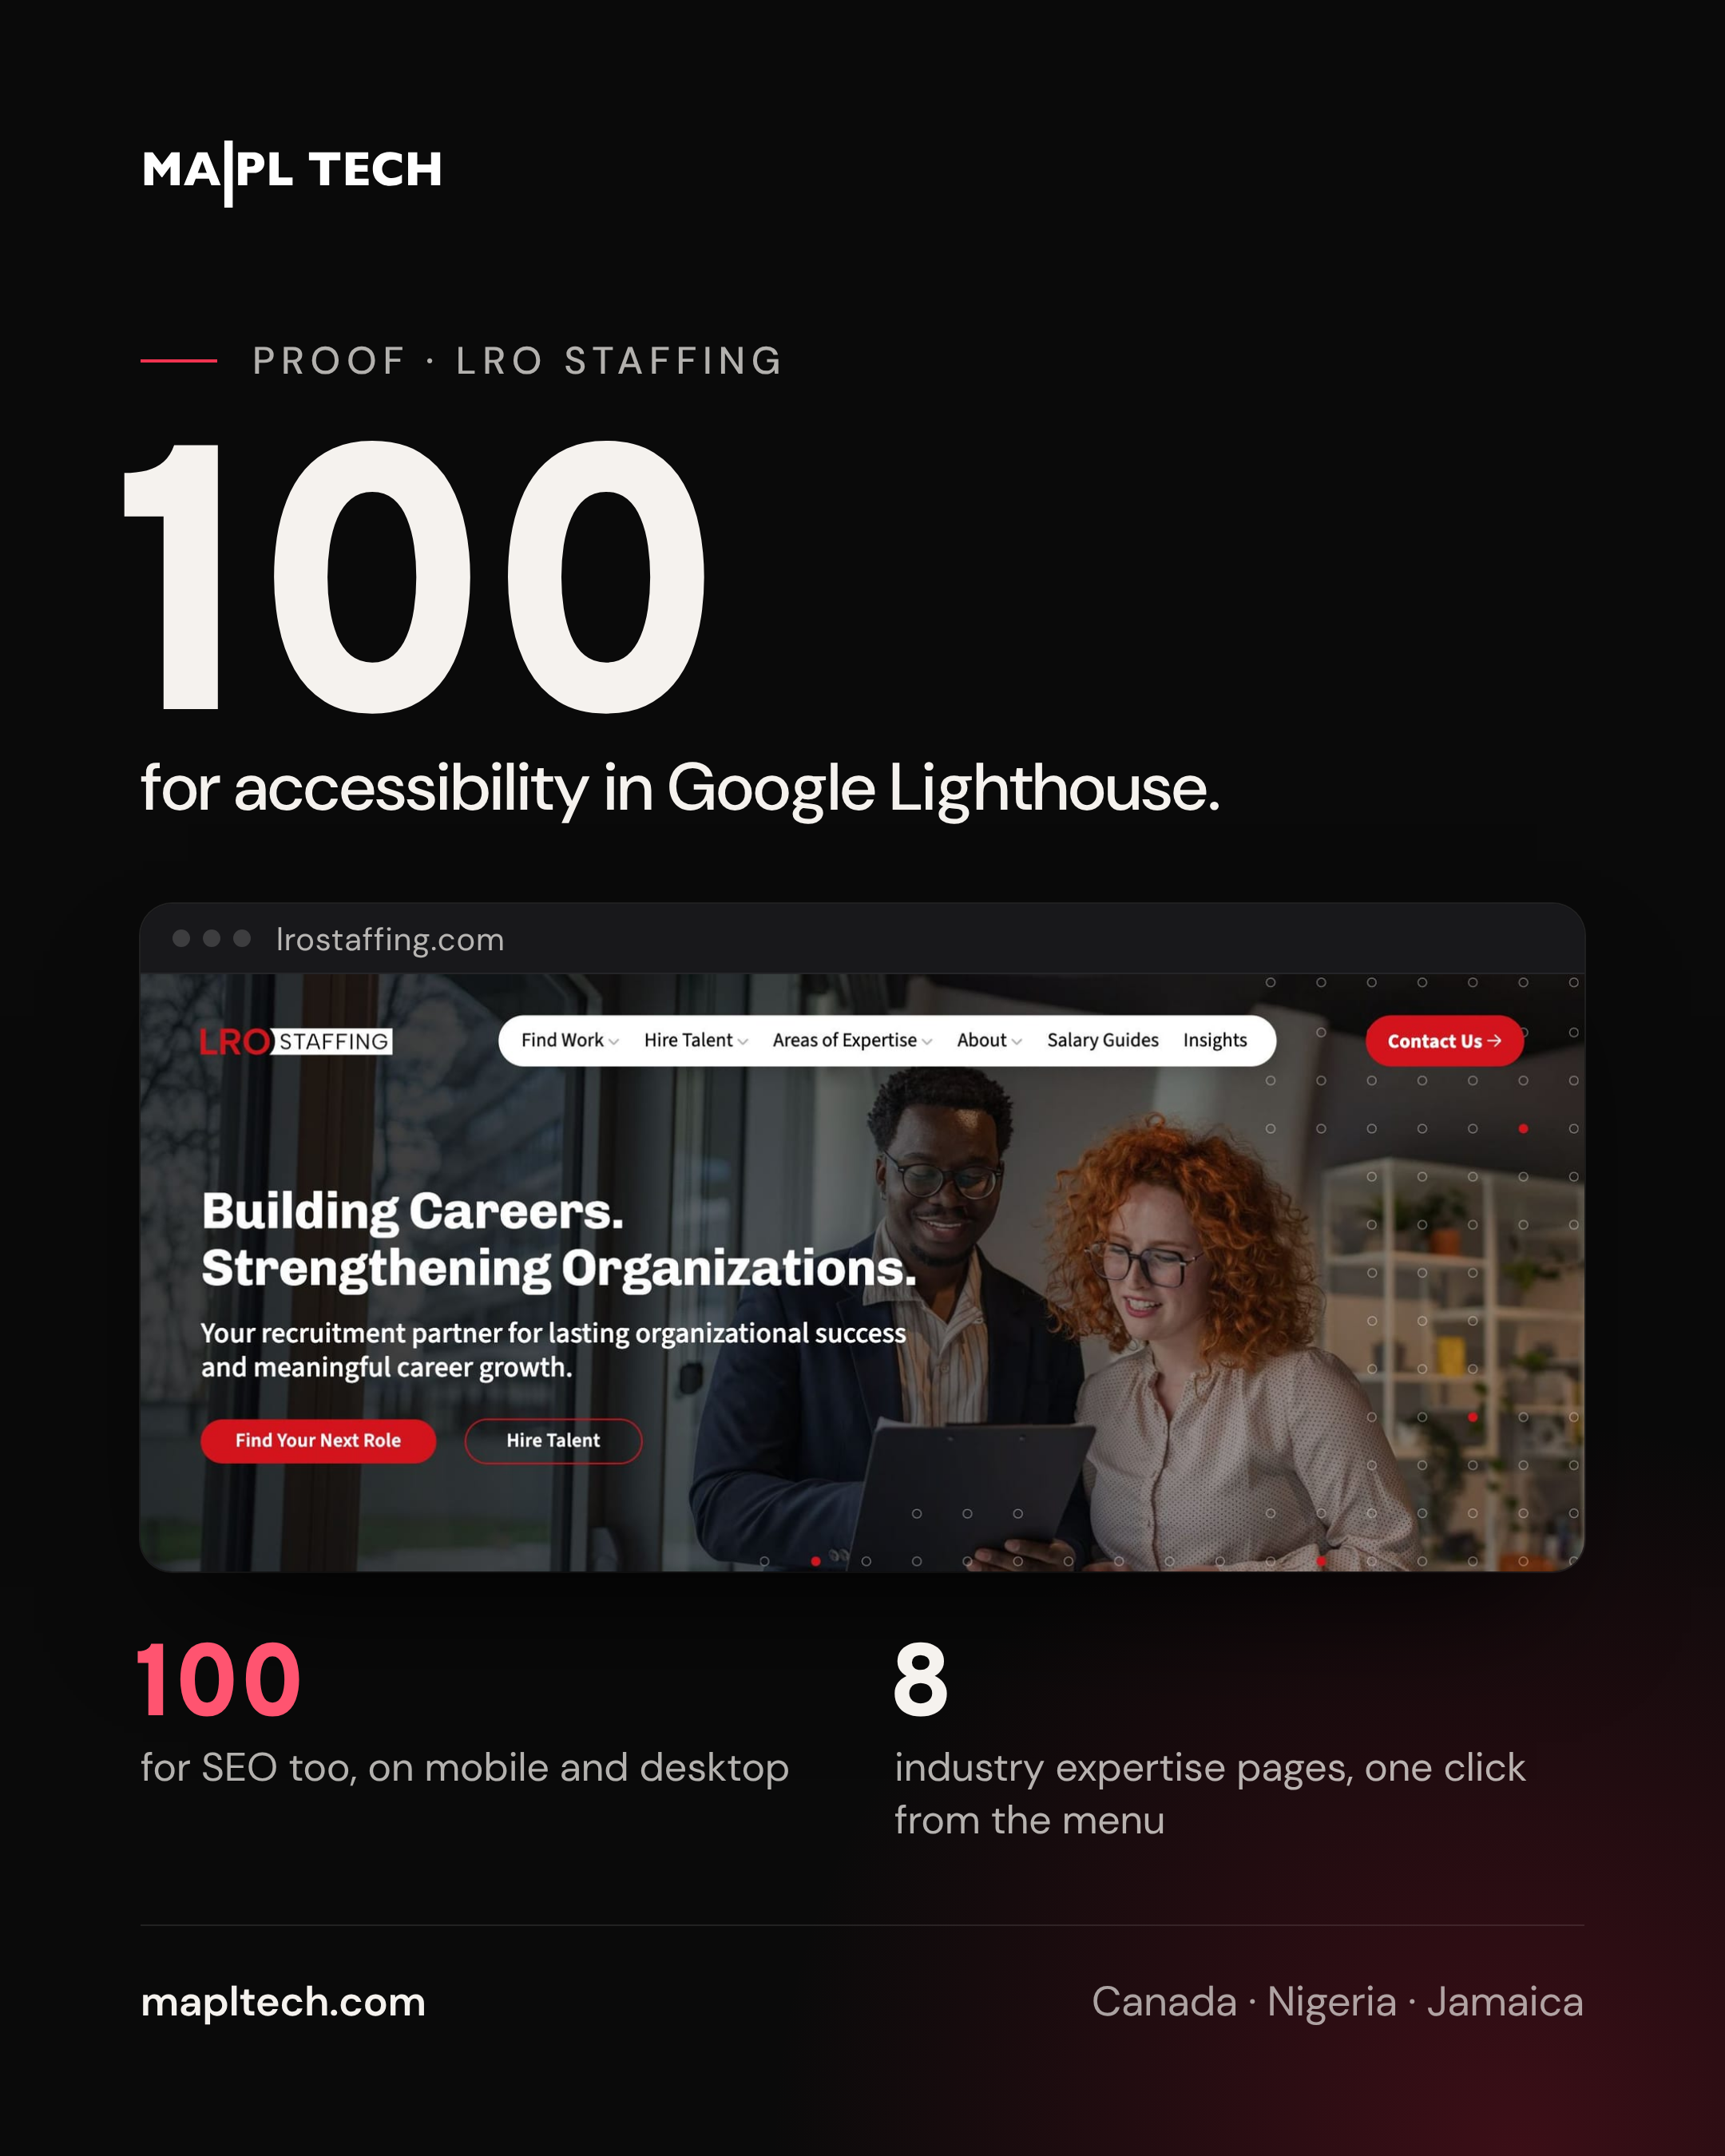 MAPL TECH
PROOF · LRO STAFFING
100
for accessibility in Google Lighthouse.
lrostaffing.com
LRO STAFFING
Find Work
Hire Talent
Areas of Expertise
About
Salary Guides
Insights
Contact Us →
Building Careers.
Strengthening Organizations.
Your recruitment partner for lasting organizational success
and meaningful career growth.
Find Your Next Role
Hire Talent
100
for SEO too, on mobile and desktop
8
industry expertise pages, one click
from the menu
mapltech.com
Canada · Nigeria · Jamaica